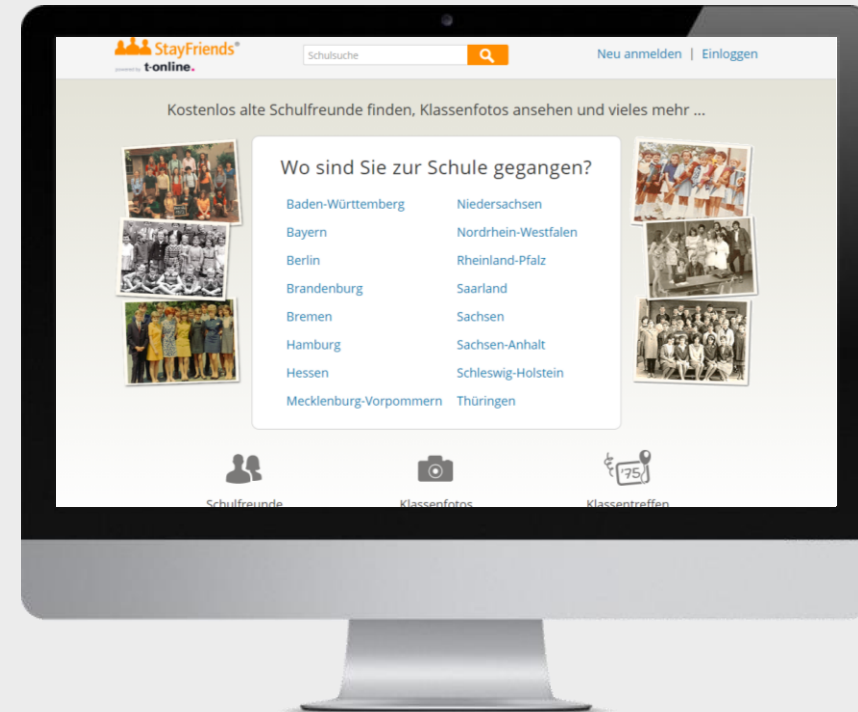 StayFriends®
powered by t-online.
Schulsuche
Neu anmelden | Einloggen
Kostenlos alte Schulfreunde finden, Klassenfotos ansehen und vieles mehr ...
Wo sind Sie zur Schule gegangen?
Baden-Württemberg
Bayern
Berlin
Brandenburg
Bremen
Hamburg
Hessen
Mecklenburg-Vorpommern
Niedersachsen
Nordrhein-Westfalen
Rheinland-Pfalz
Saarland
Sachsen
Sachsen-Anhalt
Schleswig-Holstein
Thüringen
'75
Schulfreunde
Klassenfotos
Klassentreffen